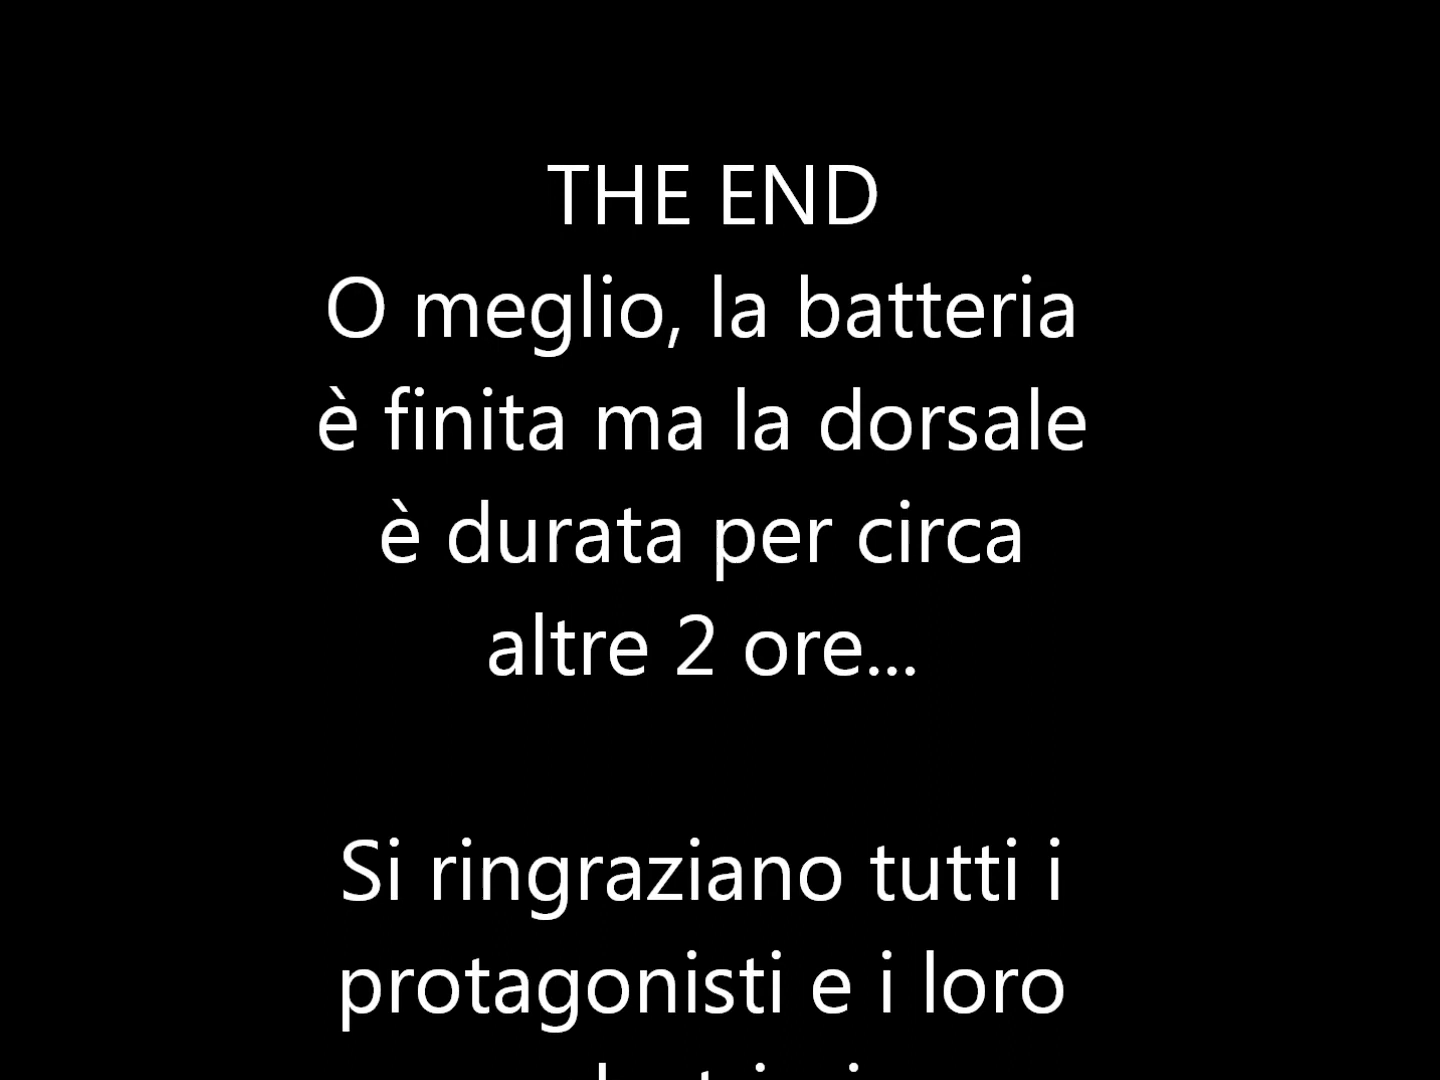 THE END
O meglio, la batteria
è finita ma la dorsale
è durata per circa
altre 2 ore...
Si ringraziano tutti i
protagonisti e i loro